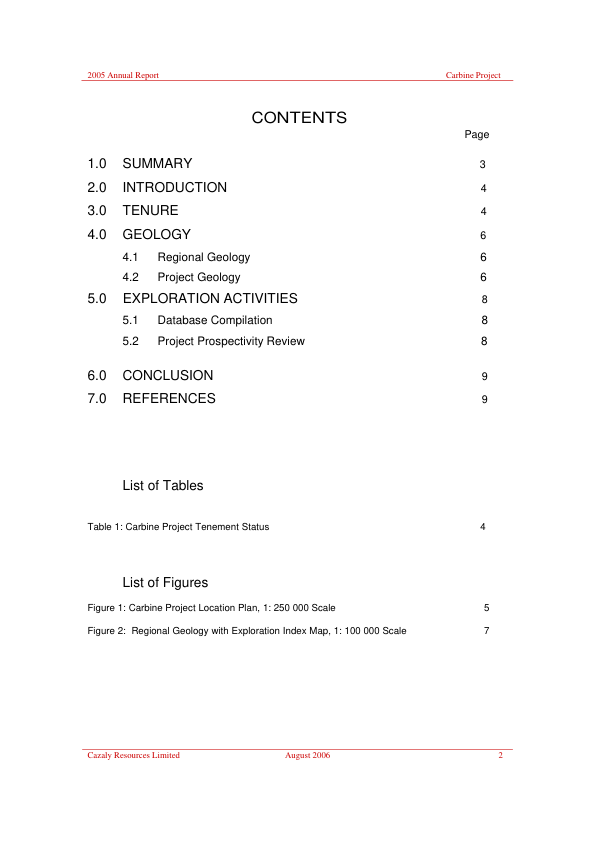 2005 Annual Report Carbine Project
CONTENTS
Page
1.0 SUMMARY 3
2.0 INTRODUCTION 4
3.0 TENURE 4
4.0 GEOLOGY 6
4.1 Regional Geology 6
4.2 Project Geology 6
5.0 EXPLORATION ACTIVITIES 8
5.1 Database Compilation 8
5.2 Project Prospectivity Review 8
6.0 CONCLUSION 9
7.0 REFERENCES 9
List of Tables
Table 1: Carbine Project Tenement Status 4
List of Figures
Figure 1: Carbine Project Location Plan, 1: 250 000 Scale 5
Figure 2: Regional Geology with Exploration Index Map, 1: 100 000 Scale 7
Cazaly Resources Limited August 2006 2